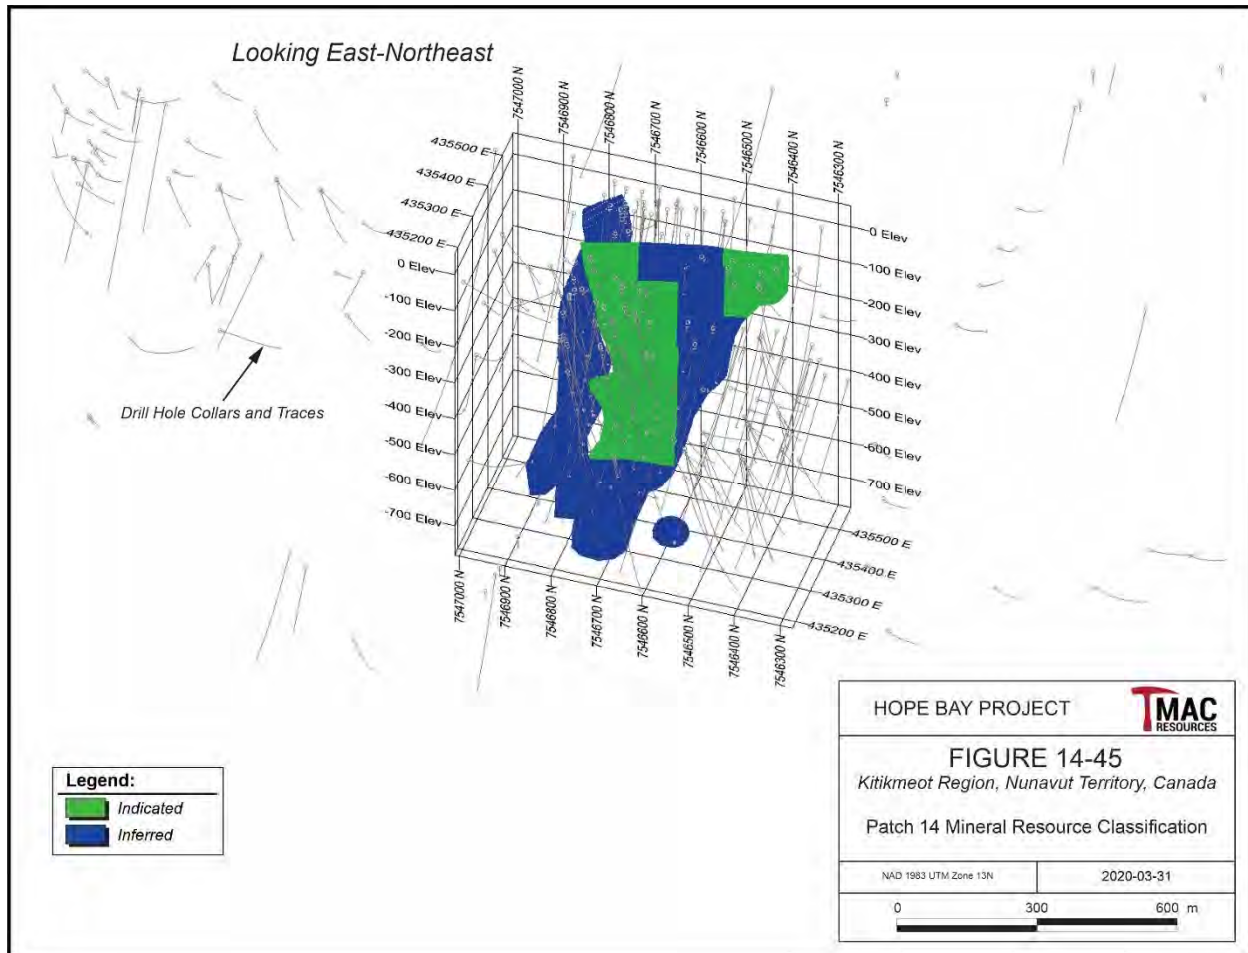 Looking East-Northeast
7547000 N
7546900 N
7546800 N
7546700 N
7546600 N
7546500 N
7546400 N
7546300 N
435500 E
435400 E
435300 E
435200 E
0 Elev
-100 Elev
-200 Elev
-300 Elev
-400 Elev
-500 Elev
-600 Elev
-700 Elev
0 Elev
-100 Elev
-200 Elev
-300 Elev
-400 Elev
-500 Elev
-600 Elev
-700 Elev
Drill Hole Collars and Traces
435500 E
435400 E
435300 E
435200 E
7547000 N
7546900 N
7546800 N
7546700 N
7546600 N
7546500 N
7546400 N
7546300 N
Legend:
Indicated
Inferred
HOPE BAY PROJECT
TMAC
RESOURCES
FIGURE 14-45
Kitikmeot Region, Nunavut Territory, Canada
Patch 14 Mineral Resource Classification
NAD 1983 UTM Zone 13N
2020-03-31
0 300 600 m